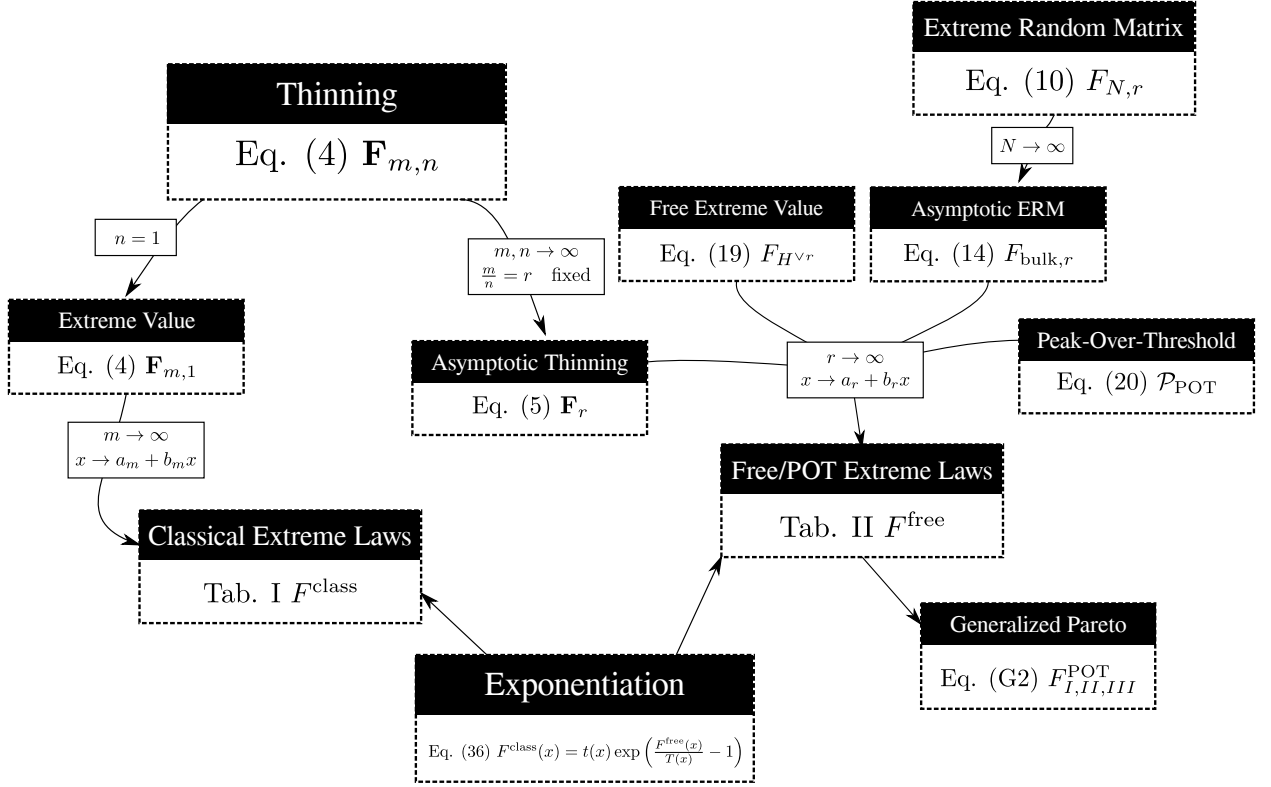 Extreme Random Matrix
Eq. (10) F_{N,r}
N → ∞
Thinning
Eq. (4) F_{m,n}
n = 1
m, n → ∞
m/n = r fixed
Free Extreme Value
Eq. (19) F_{H^{∨r}}
Asymptotic ERM
Eq. (14) F_{bulk,r}
Extreme Value
Eq. (4) F_{m,1}
Asymptotic Thinning
Eq. (5) F_r
r → ∞
x → a_r + b_r x
Peak-Over-Threshold
Eq. (20) 𝒫_{POT}
m → ∞
x → a_m + b_m x
Free/POT Extreme Laws
Tab. II F^{free}
Classical Extreme Laws
Tab. I F^{class}
Generalized Pareto
Eq. (G2) F^{POT}_{I,II,III}
Exponentiation
Eq. (36) F^{class}(x) = t(x) exp (F^{free}(x)/T(x) − 1)